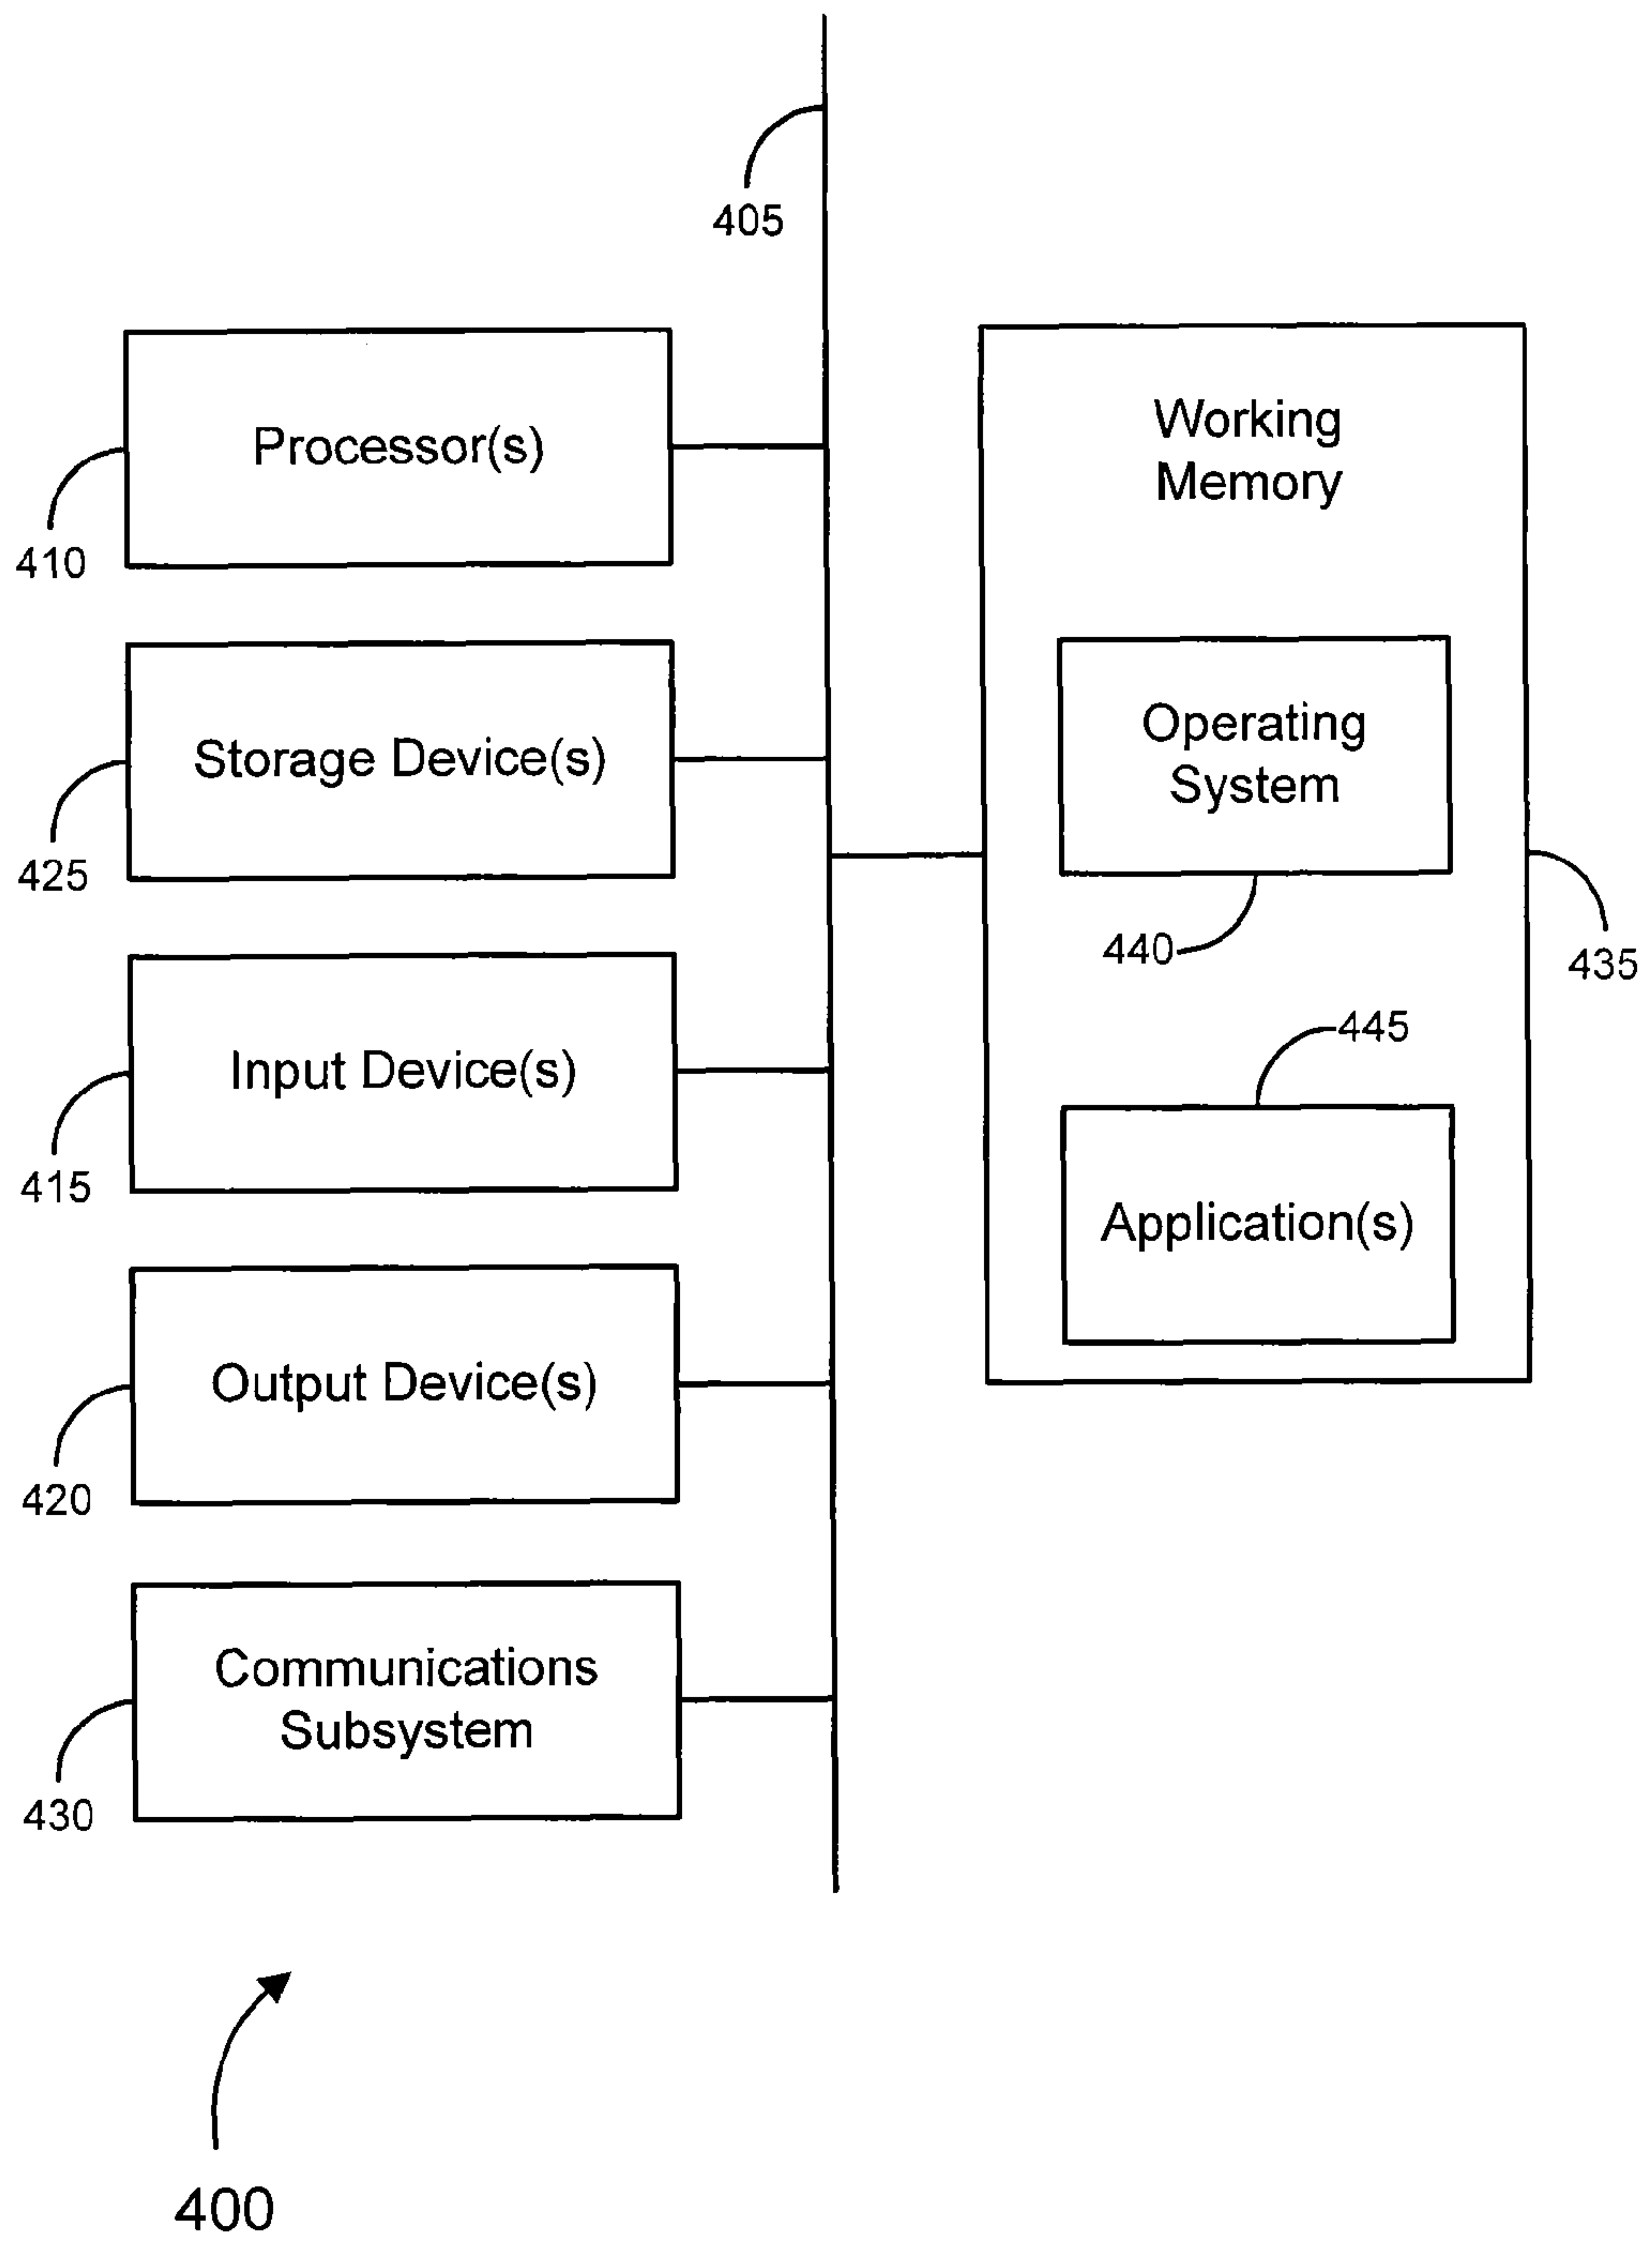 405
Processor(s)
410
Storage Device(s)
425
Input Device(s)
415
Output Device(s)
420
Communications
Subsystem
430
Working
Memory
Operating
System
440
435
445
Application(s)
400